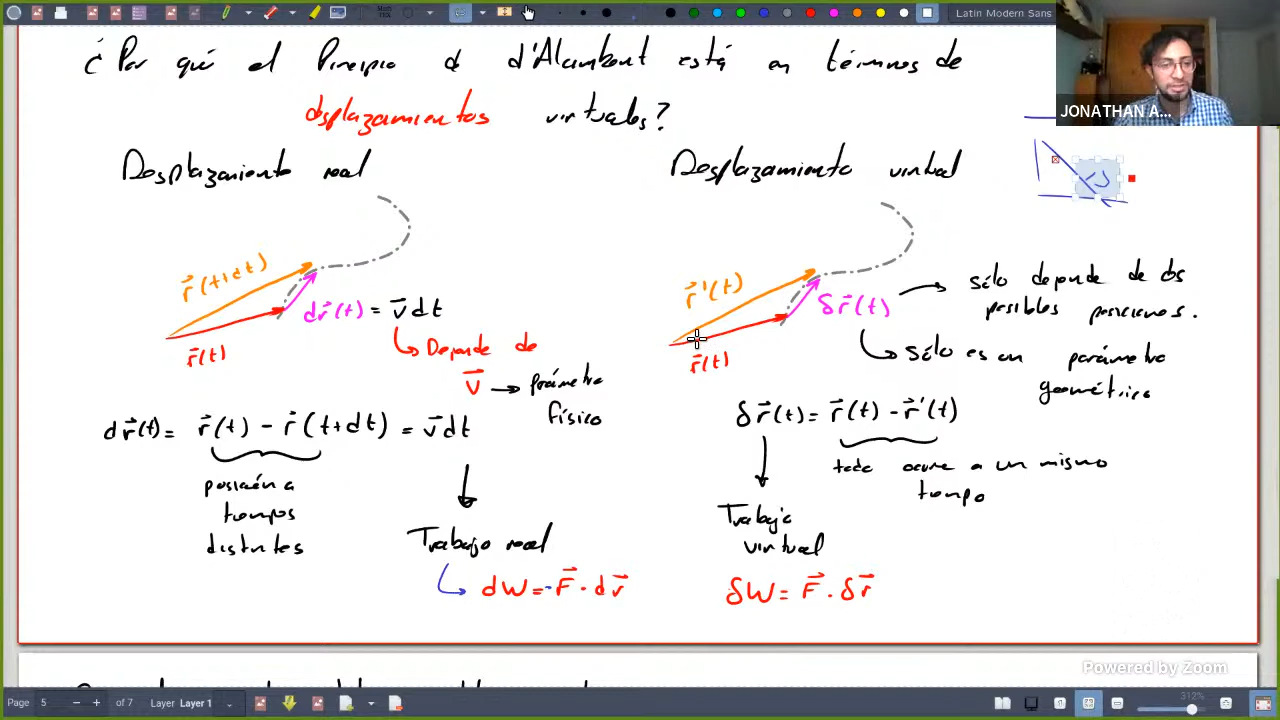 Latin Modern Sans
¿Por qué el Principio d d'Alambert está en términos de
desplazamientos virtuales?
JONATHAN A...
Desplazamiento real
Desplazamiento virtual
r⃗(t+dt)
dr⃗(t) = v⃗dt
r⃗(t)
↳ Depende de
v⃗ → parámetro
físico
dr⃗(t) = r⃗(t) - r⃗(t+dt) = v⃗dt
posición a
tiempos
distintos
Trabajo real
↳ dW = F⃗ · dr⃗
r⃗'(t)
δr⃗(t)
r⃗(t)
→ sólo depende de
posibles posiciones.
↳ Sólo es un parámetro
geométrico
δr⃗(t) = r⃗(t) - r⃗'(t)
todo ocurre a un mismo
tiempo
Trabajo
virtual
δW = F⃗ · δr⃗
Powered by Zoom
Page 5 of 7 Layer Layer 1
312%